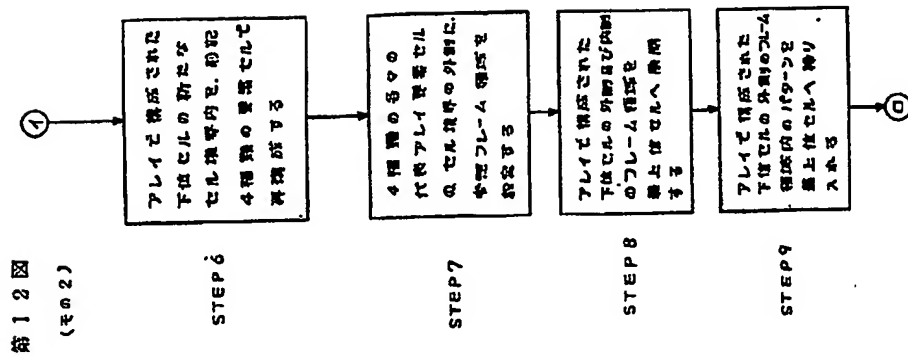 第12図
(その2)
イ
STEP6
アレイで構成された
下位セルの新たな
セル境界内を、前記
4種類の要素セルで
再構成する
STEP7
4種類の各々の
代表アレイ要素セル
のセル境界の外側に、
参照フレーム領域を
設定する
STEP8
アレイで構成された
下位セルの外側及び内側
のフレーム領域を
最上位セルへ展開
する
STEP9
アレイで構成された
下位セルの外側のフレーム
領域内のパターンを
最上位セルへ持り
入れる
ロ